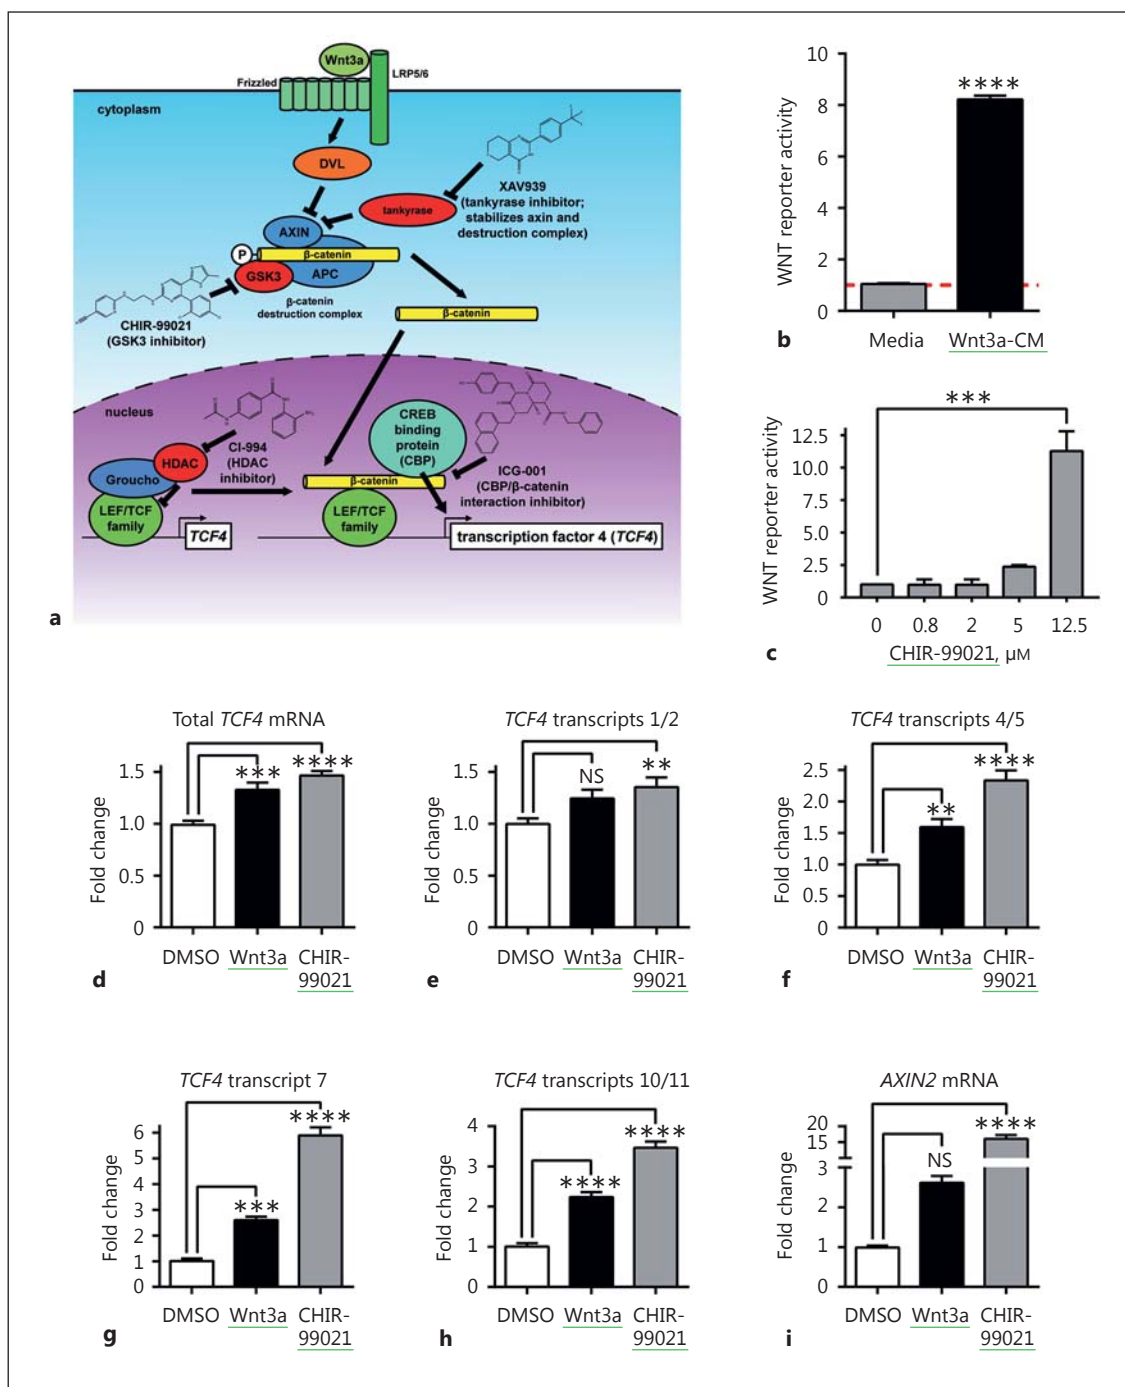 Wnt3a
Frizzled
LRP5/6
cytoplasm
DVL
XAV939
(tankyrase inhibitor;
stabilizes axin and
destruction complex)
tankyrase
AXIN
P
β-catenin
GSK3
APC
CHIR-99021
(GSK3 inhibitor)
β-catenin
destruction complex
β-catenin
nucleus
CREB
binding
protein
(CBP)
CI-994
(HDAC
inhibitor)
HDAC
Groucho
ICG-001
(CBP/β-catenin
interaction inhibitor)
β-catenin
LEF/TCF
family
TCF4
LEF/TCF
family
transcription factor 4 (TCF4)
a
WNT reporter activity
10
8
6
4
2
0
****
Media
Wnt3a-CM
b
WNT reporter activity
12.5
10.0
7.5
5.0
2.5
0
***
0
0.8
2
5
12.5
CHIR-99021, µM
c
Total TCF4 mRNA
Fold change
1.5
1.0
0.5
0
***
****
DMSO
Wnt3a
CHIR-
99021
d
TCF4 transcripts 1/2
Fold change
1.5
1.0
0.5
0
NS
**
DMSO
Wnt3a
CHIR-
99021
e
TCF4 transcripts 4/5
Fold change
2.5
2.0
1.5
1.0
0.5
0
**
****
DMSO
Wnt3a
CHIR-
99021
f
TCF4 transcript 7
Fold change
6
5
4
3
2
1
0
***
****
DMSO
Wnt3a
CHIR-
99021
g
TCF4 transcripts 10/11
Fold change
4
3
2
1
0
****
****
DMSO
Wnt3a
CHIR-
99021
h
AXIN2 mRNA
Fold change
20
15
3
2
1
0
NS
****
DMSO
Wnt3a
CHIR-
99021
i